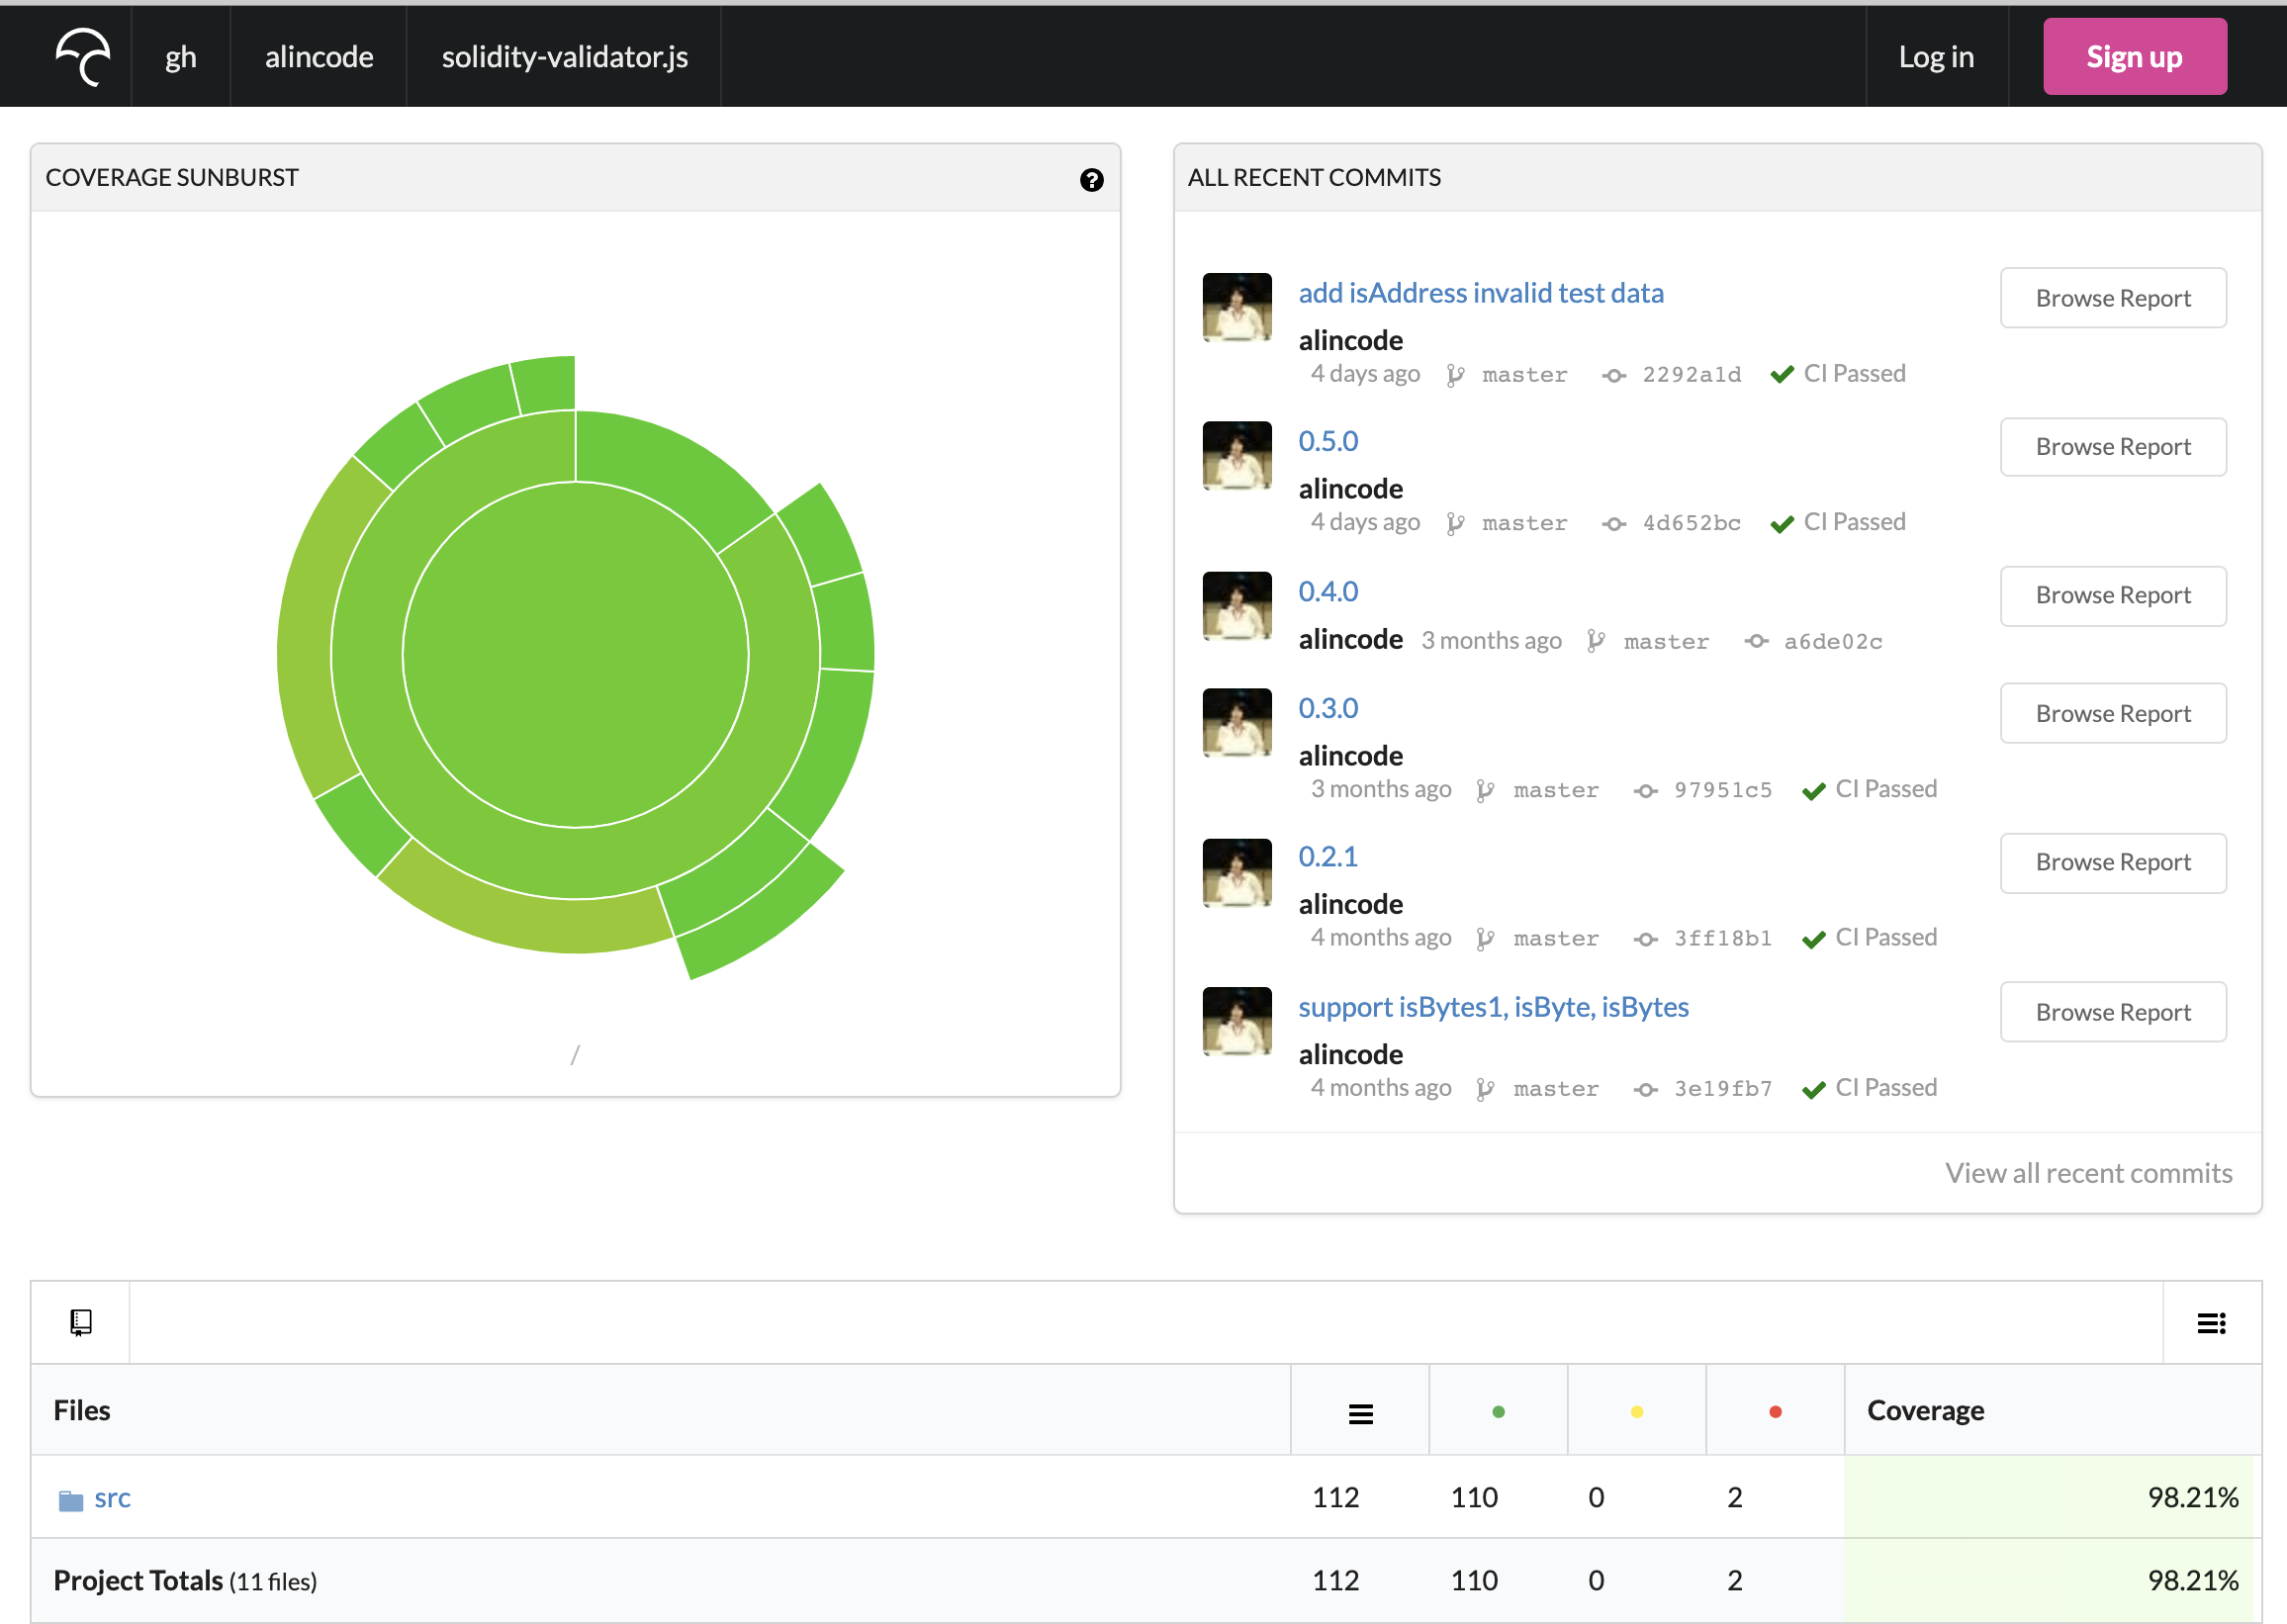 gh
alincode
solidity-validator.js
Log in
Sign up
COVERAGE SUNBURST
?
/
ALL RECENT COMMITS
add isAddress invalid test data
Browse Report
alincode
4 days ago master 2292a1d CI Passed
0.5.0
Browse Report
alincode
4 days ago master 4d652bc CI Passed
0.4.0
Browse Report
alincode 3 months ago master a6de02c
0.3.0
Browse Report
alincode
3 months ago master 97951c5 CI Passed
0.2.1
Browse Report
alincode
4 months ago master 3ff18b1 CI Passed
support isBytes1, isByte, isBytes
Browse Report
alincode
4 months ago master 3e19fb7 CI Passed
View all recent commits
Files Coverage
src 112 110 0 2 98.21%
Project Totals (11 files) 112 110 0 2 98.21%